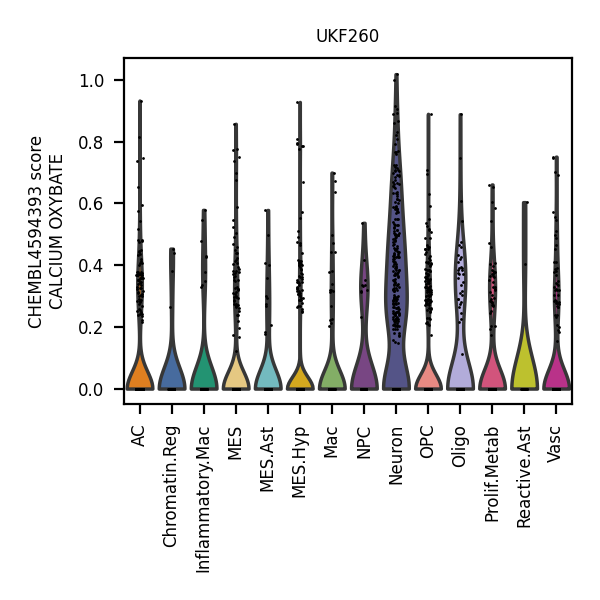 UKF260
CHEMBL4594393 score
CALCIUM OXYBATE
1.0
0.8
0.6
0.4
0.2
0.0
AC
Chromatin.Reg
Inflammatory.Mac
MES
MES.Ast
MES.Hyp
Mac
NPC
Neuron
OPC
Oligo
Prolif.Metab
Reactive.Ast
Vasc